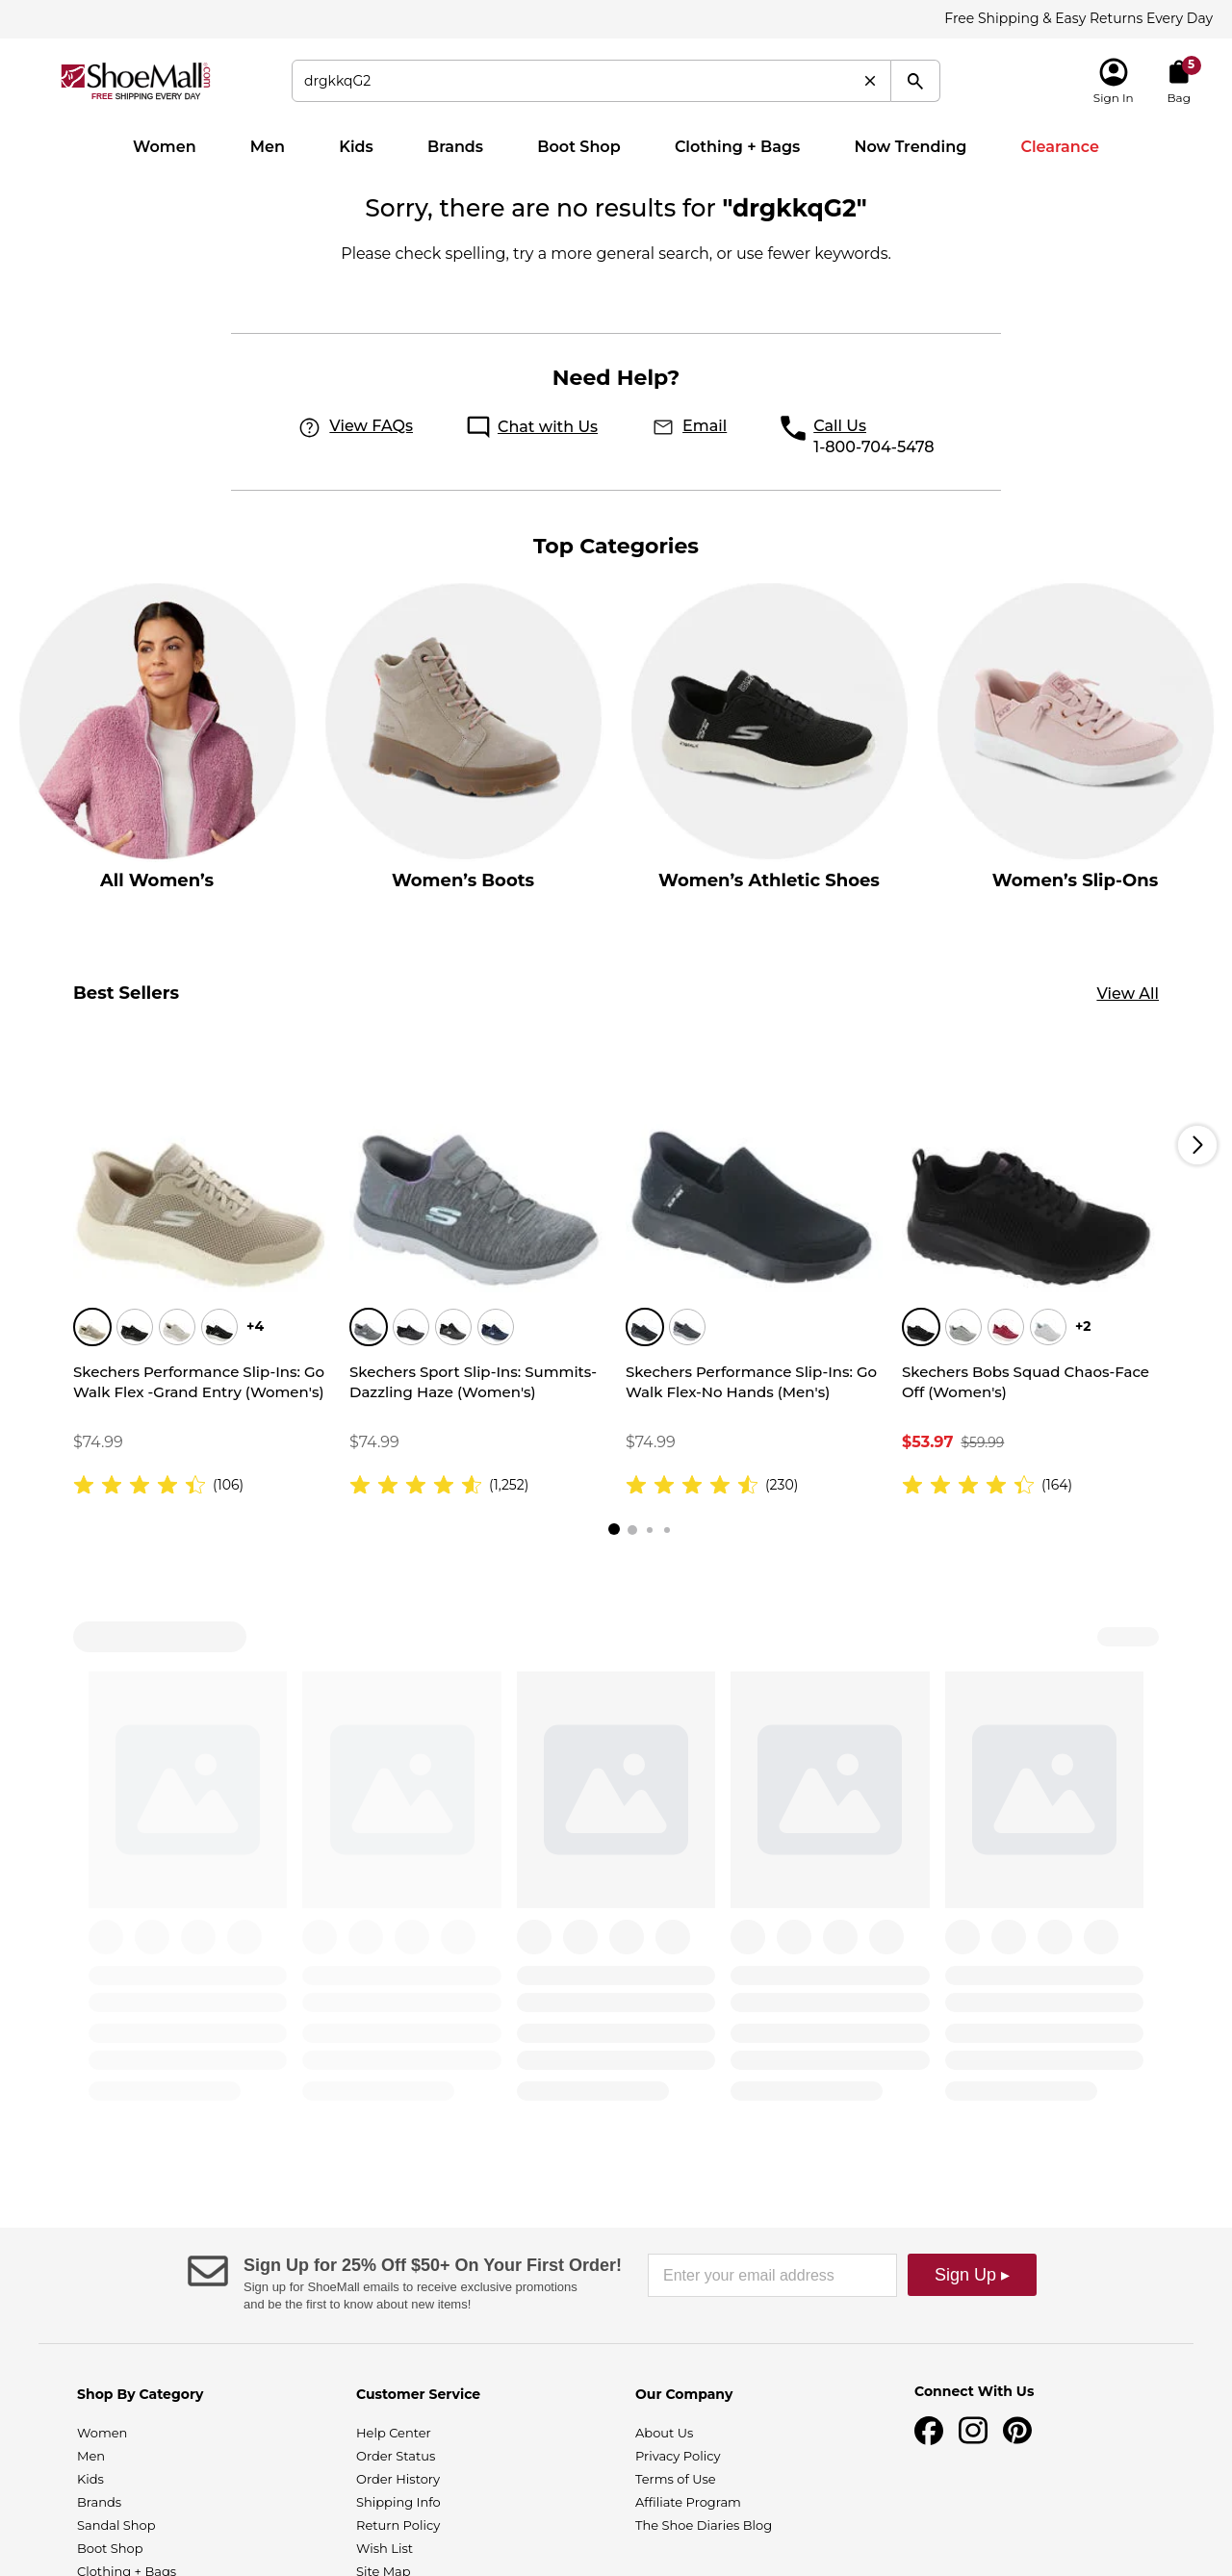 Free Shipping & Easy Returns Every Day
ShoeMall.com
FREE SHIPPING EVERY DAY
drgkkqG2
Sign In
5
Bag
Women Men Kids Brands Boot Shop Clothing + Bags Now Trending Clearance
Sorry, there are no results for "drgkkqG2"
Please check spelling, try a more general search, or use fewer keywords.
Need Help?
View FAQs
Chat with Us
Email
Call Us
1-800-704-5478
Top Categories
All Women’s
Women’s Boots
Women’s Athletic Shoes
Women’s Slip-Ons
Best Sellers
View All
+4
Skechers Performance Slip-Ins: Go
Walk Flex -Grand Entry (Women's)
$74.99
(106)
Skechers Sport Slip-Ins: Summits-
Dazzling Haze (Women's)
$74.99
(1,252)
Skechers Performance Slip-Ins: Go
Walk Flex-No Hands (Men's)
$74.99
(230)
+2
Skechers Bobs Squad Chaos-Face
Off (Women's)
$53.97 $59.99
(164)
Sign Up for 25% Off $50+ On Your First Order!
Sign up for ShoeMall emails to receive exclusive promotions
and be the first to know about new items!
Enter your email address
Sign Up ▸
Shop By Category
Women
Men
Kids
Brands
Sandal Shop
Boot Shop
Clothing + Bags
Customer Service
Help Center
Order Status
Order History
Shipping Info
Return Policy
Wish List
Site Map
Our Company
About Us
Privacy Policy
Terms of Use
Affiliate Program
The Shoe Diaries Blog
Connect With Us